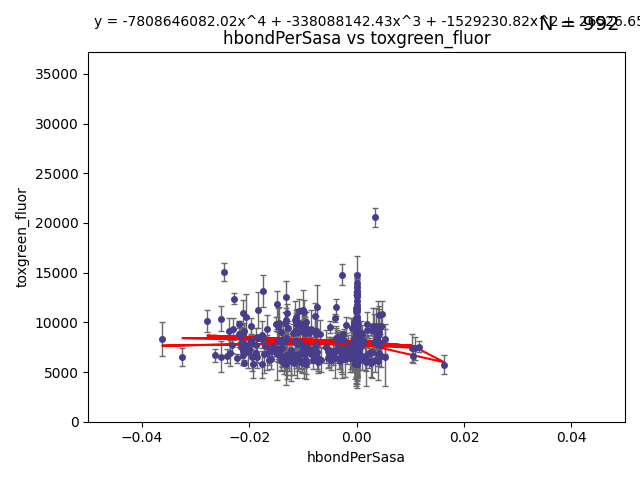 y = -7808646082.02x^4 + -338088142.43x^3 + -1529230.82x^2 +
N = 992
hbondPerSasa vs toxgreen_fluor
35000
30000
25000
20000
15000
10000
5000
0
toxgreen_fluor
-0.04
-0.02
0.00
0.02
0.04
hbondPerSasa